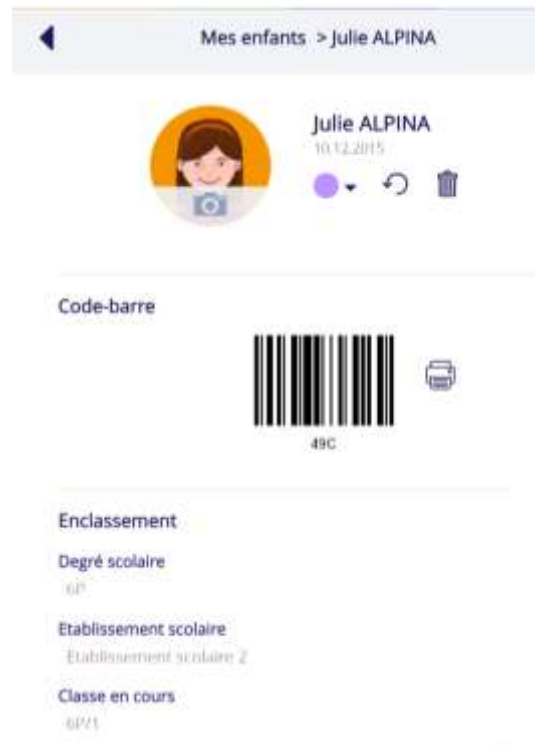 Mes enfants > Julie ALPINA
Julie ALPINA
10.12.2015
Code-barre
49C
Enclassement
Degré scolaire
6P
Etablissement scolaire
Etablissement scolaire 2
Classe en cours
6P/1